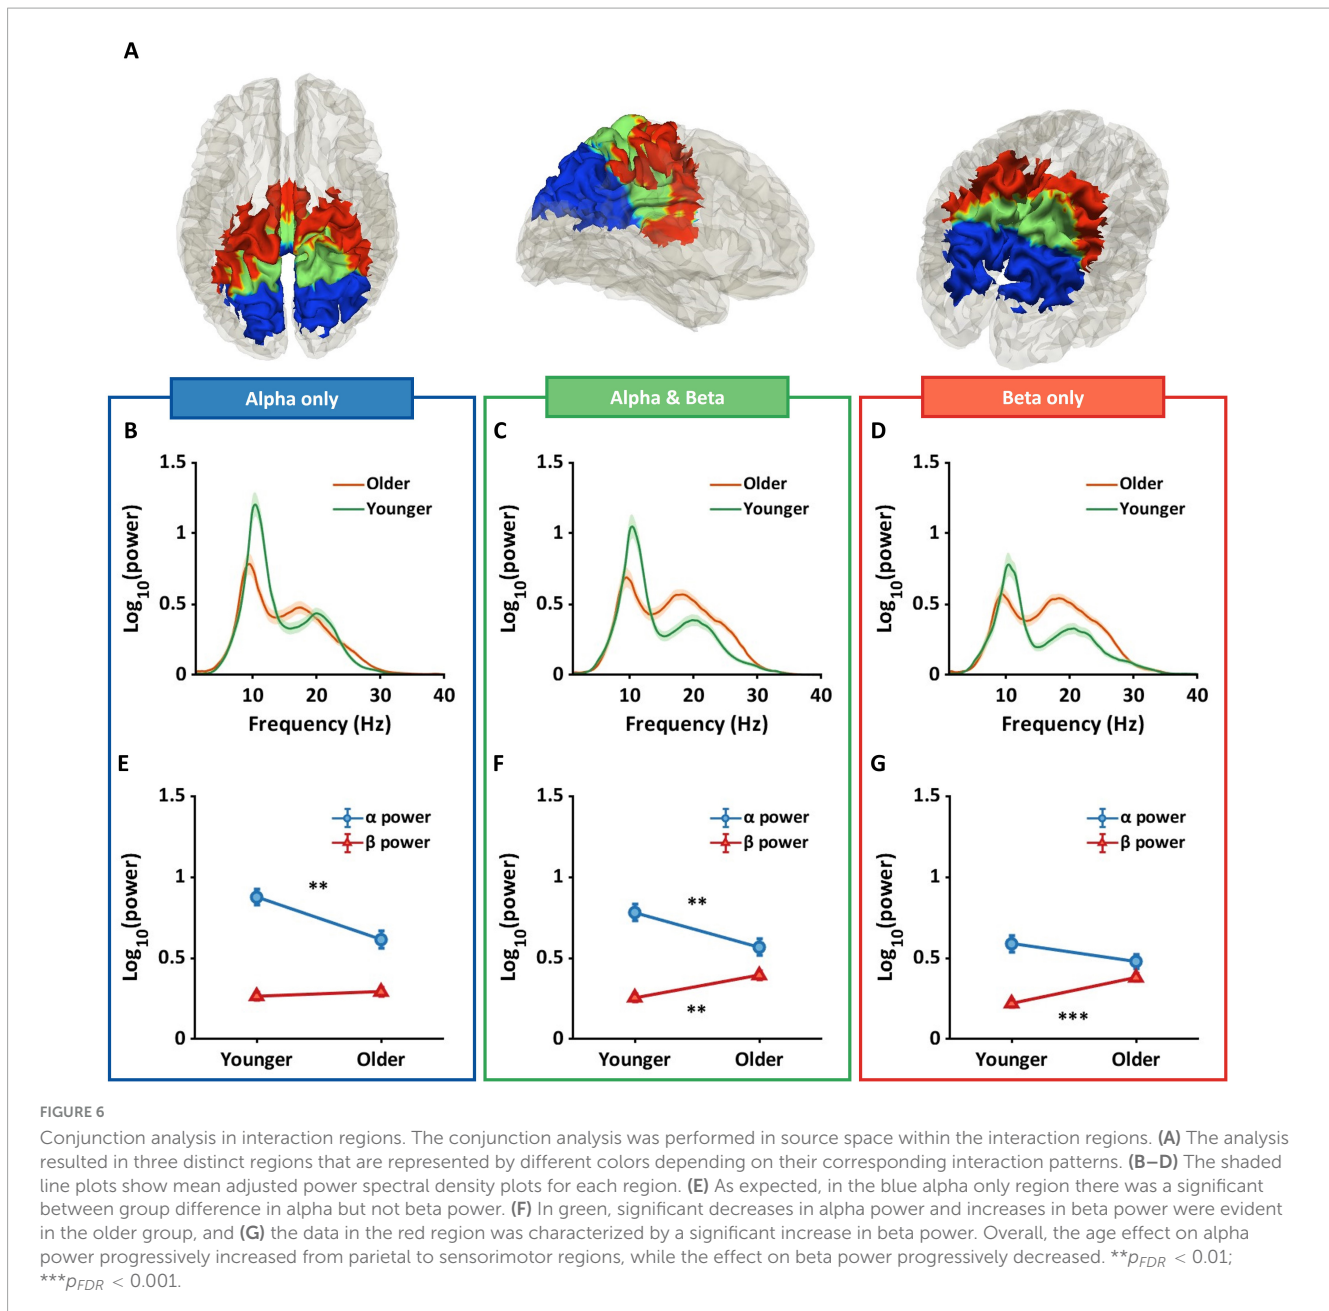 A
Alpha only
Alpha & Beta
Beta only
B
1.5
1
0.5
0
Log10(power)
Older
Younger
10 20 30 40
Frequency (Hz)
C
1.5
1
0.5
0
Log10(power)
Older
Younger
10 20 30 40
Frequency (Hz)
D
1.5
1
0.5
0
Log10(power)
Older
Younger
10 20 30 40
Frequency (Hz)
E
1.5
1
0.5
0
Log10(power)
α power
β power
**
Younger Older
F
1.5
1
0.5
0
Log10(power)
α power
β power
**
**
Younger Older
G
1.5
1
0.5
0
Log10(power)
α power
β power
***
Younger Older
FIGURE 6
Conjunction analysis in interaction regions. The conjunction analysis was performed in source space within the interaction regions. (A) The analysis
resulted in three distinct regions that are represented by different colors depending on their corresponding interaction patterns. (B–D) The shaded
line plots show mean adjusted power spectral density plots for each region. (E) As expected, in the blue alpha only region there was a significant
between group difference in alpha but not beta power. (F) In green, significant decreases in alpha power and increases in beta power were evident
in the older group, and (G) the data in the red region was characterized by a significant increase in beta power. Overall, the age effect on alpha
power progressively increased from parietal to sensorimotor regions, while the effect on beta power progressively decreased. **pFDR < 0.01;
***pFDR < 0.001.